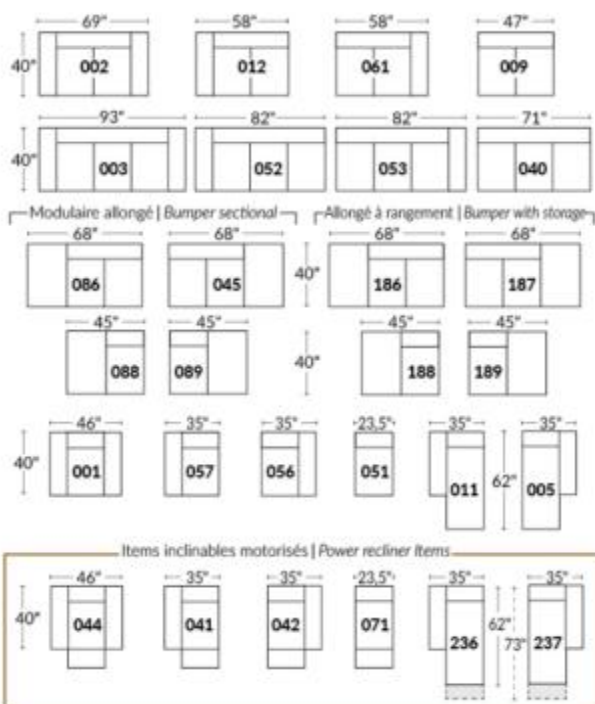 69" 58" 58" 47"
40" 002 012 061 009
93" 82" 82" 71"
40" 003 052 053 040
Modulaire allongé | Bumper sectional Allongé à rangement | Bumper with storage
68" 68" 68" 68"
086 045 40" 186 187
45" 45" 45" 45"
088 089 40" 188 189
46" 35" 35" 23,5" 35" 35"
40" 001 057 056 051 011 62" 005
Items inclinables motorisés | Power recliner Items
46" 35" 35" 23,5" 35" 35"
40" 044 041 042 071 236 62" 73" 237